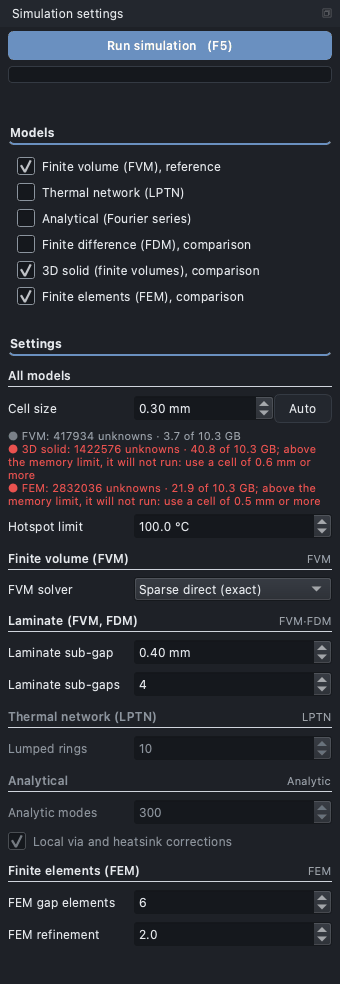 Simulation settings
Run simulation (F5)
Models
Finite volume (FVM), reference
Thermal network (LPTN)
Analytical (Fourier series)
Finite difference (FDM), comparison
3D solid (finite volumes), comparison
Finite elements (FEM), comparison
Settings
All models
Cell size 0.30 mm Auto
FVM: 417934 unknowns · 3.7 of 10.3 GB
3D solid: 1422576 unknowns · 40.8 of 10.3 GB; above
the memory limit, it will not run: use a cell of 0.6 mm or
more
FEM: 2832036 unknowns · 21.9 of 10.3 GB; above the
memory limit, it will not run: use a cell of 0.5 mm or more
Hotspot limit 100.0 °C
Finite volume (FVM) FVM
FVM solver Sparse direct (exact)
Laminate (FVM, FDM) FVM·FDM
Laminate sub-gap 0.40 mm
Laminate sub-gaps 4
Thermal network (LPTN) LPTN
Lumped rings 10
Analytical Analytic
Analytic modes 300
Local via and heatsink corrections
Finite elements (FEM) FEM
FEM gap elements 6
FEM refinement 2.0